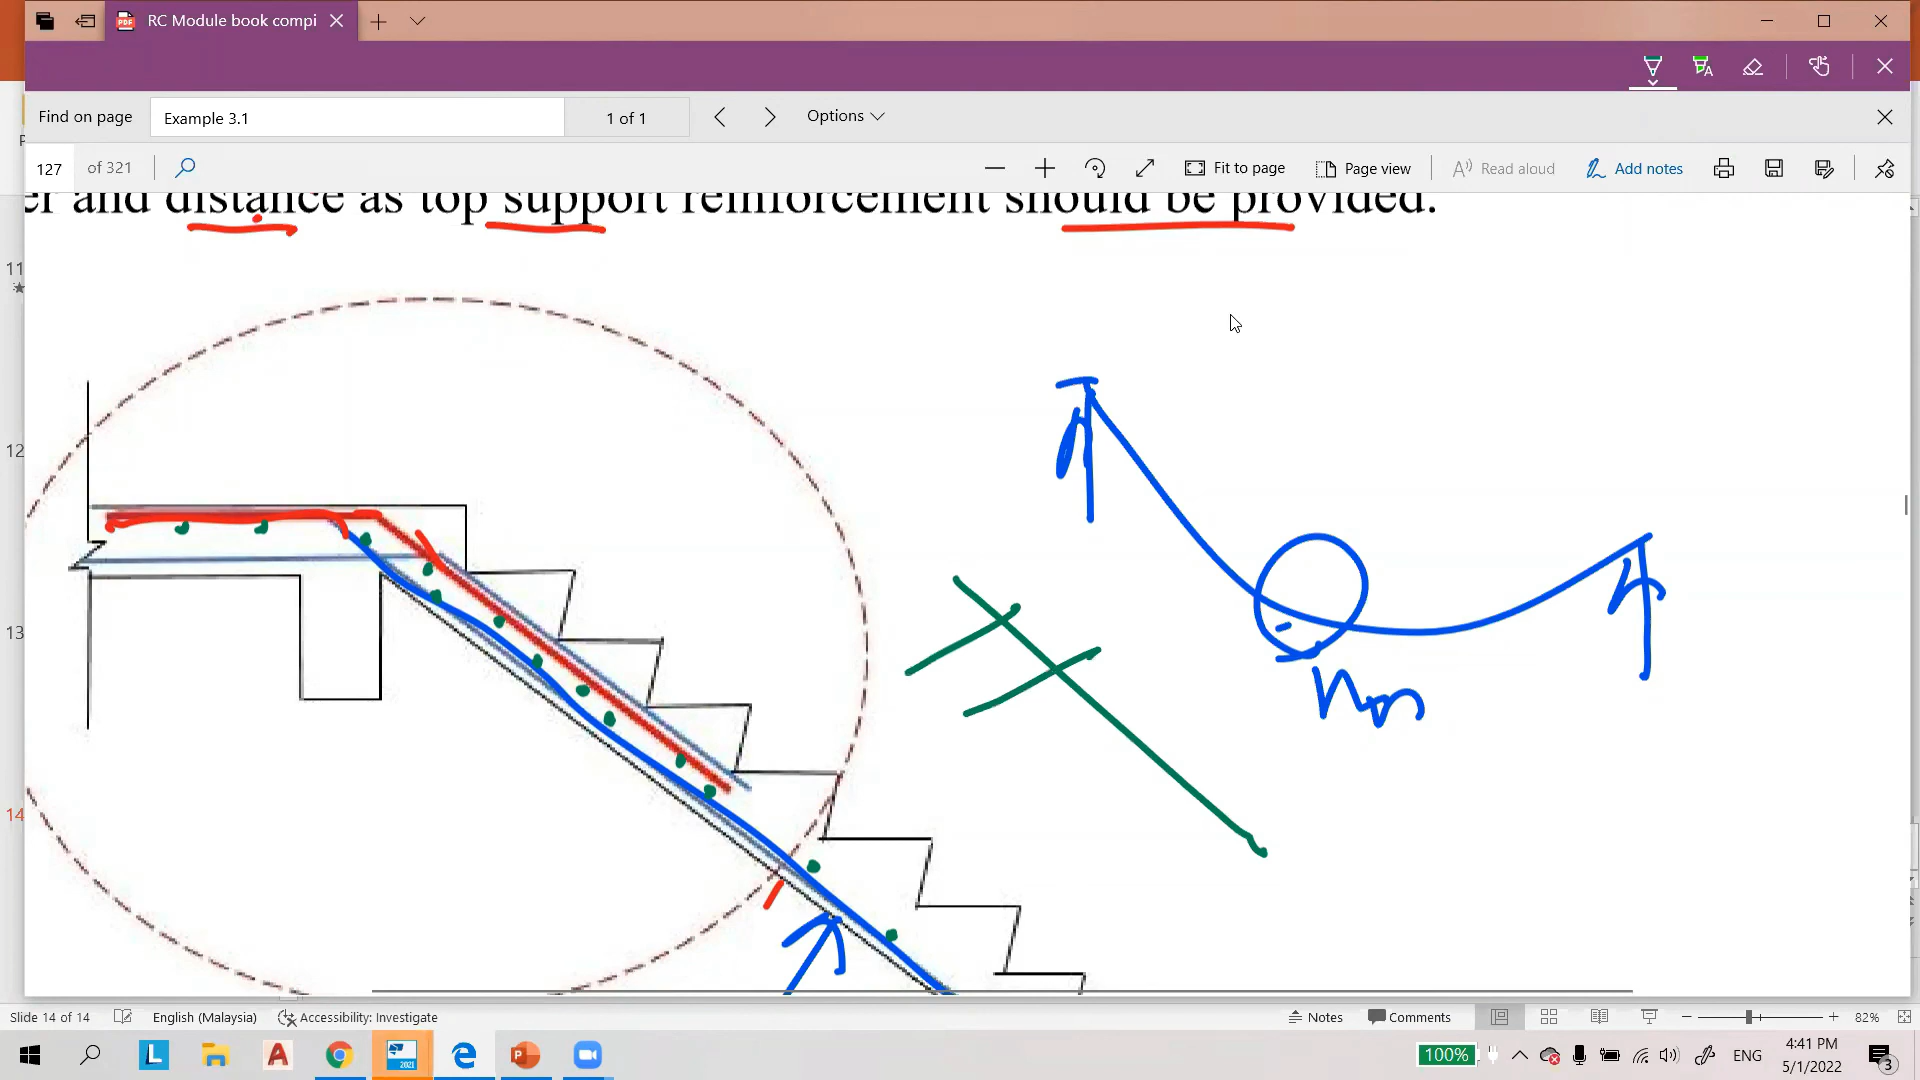 RC Module book compi
Find on page
Example 3.1
1 of 1
Options
127 of 321
Fit to page
Page view
Read aloud
Add notes
er and distance as top support reinforcement should be provided.
11
12
13
14
Slide 14 of 14
English (Malaysia)
Accessibility: Investigate
Notes
Comments
82%
100%
ENG
4:41 PM
5/1/2022
3